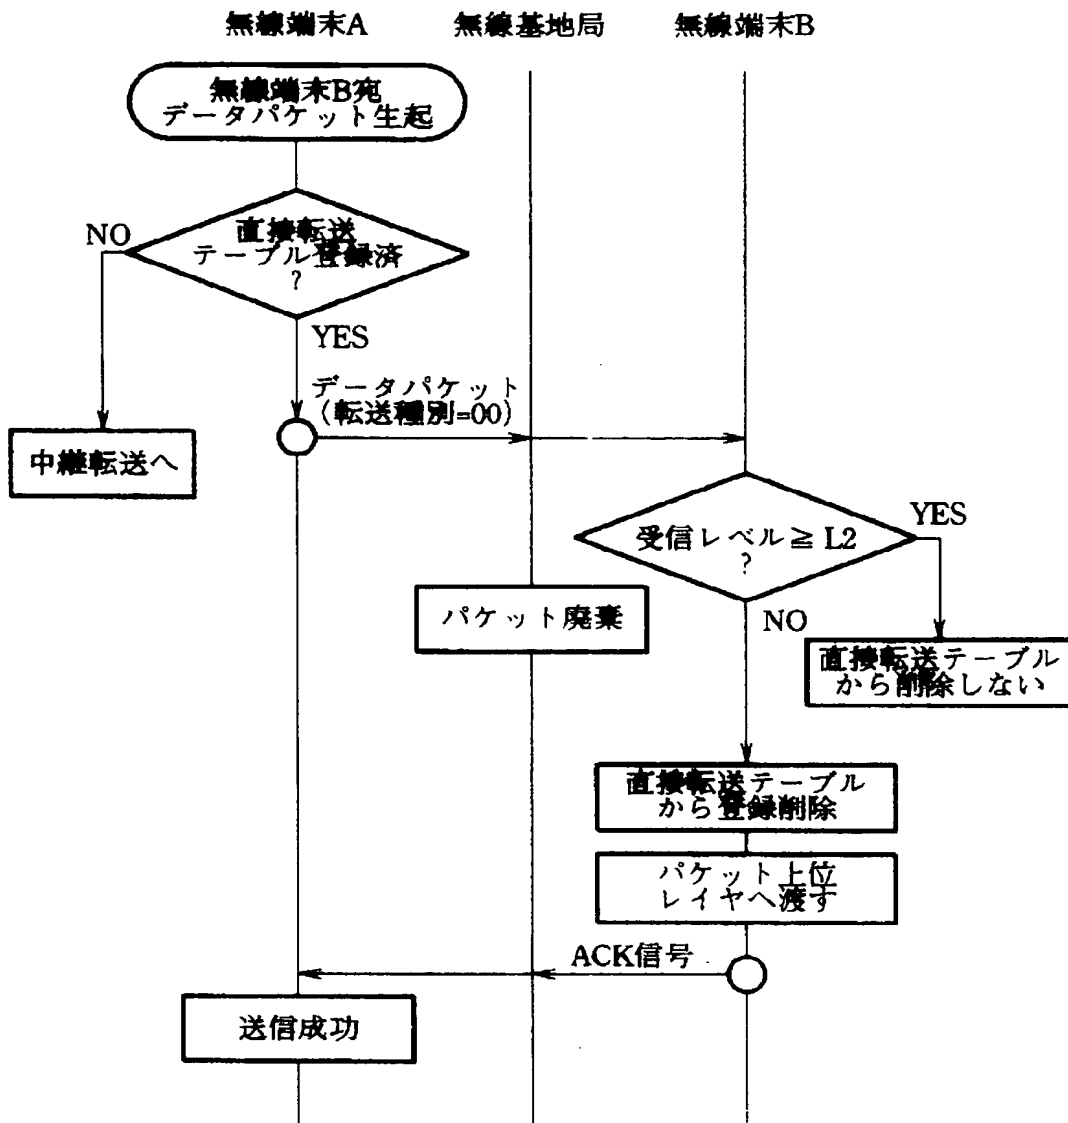 無線端末A
無線基地局
無線端末B
無線端末B宛
データパケット生起
直接転送
テーブル登録済
?
NO
YES
データパケット
(転送種別=00)
中継転送へ
受信レベル≧L2
?
YES
NO
パケット廃棄
直接転送テーブル
から削除しない
直接転送テーブル
から登録削除
パケット上位
レイヤへ渡す
ACK信号
送信成功